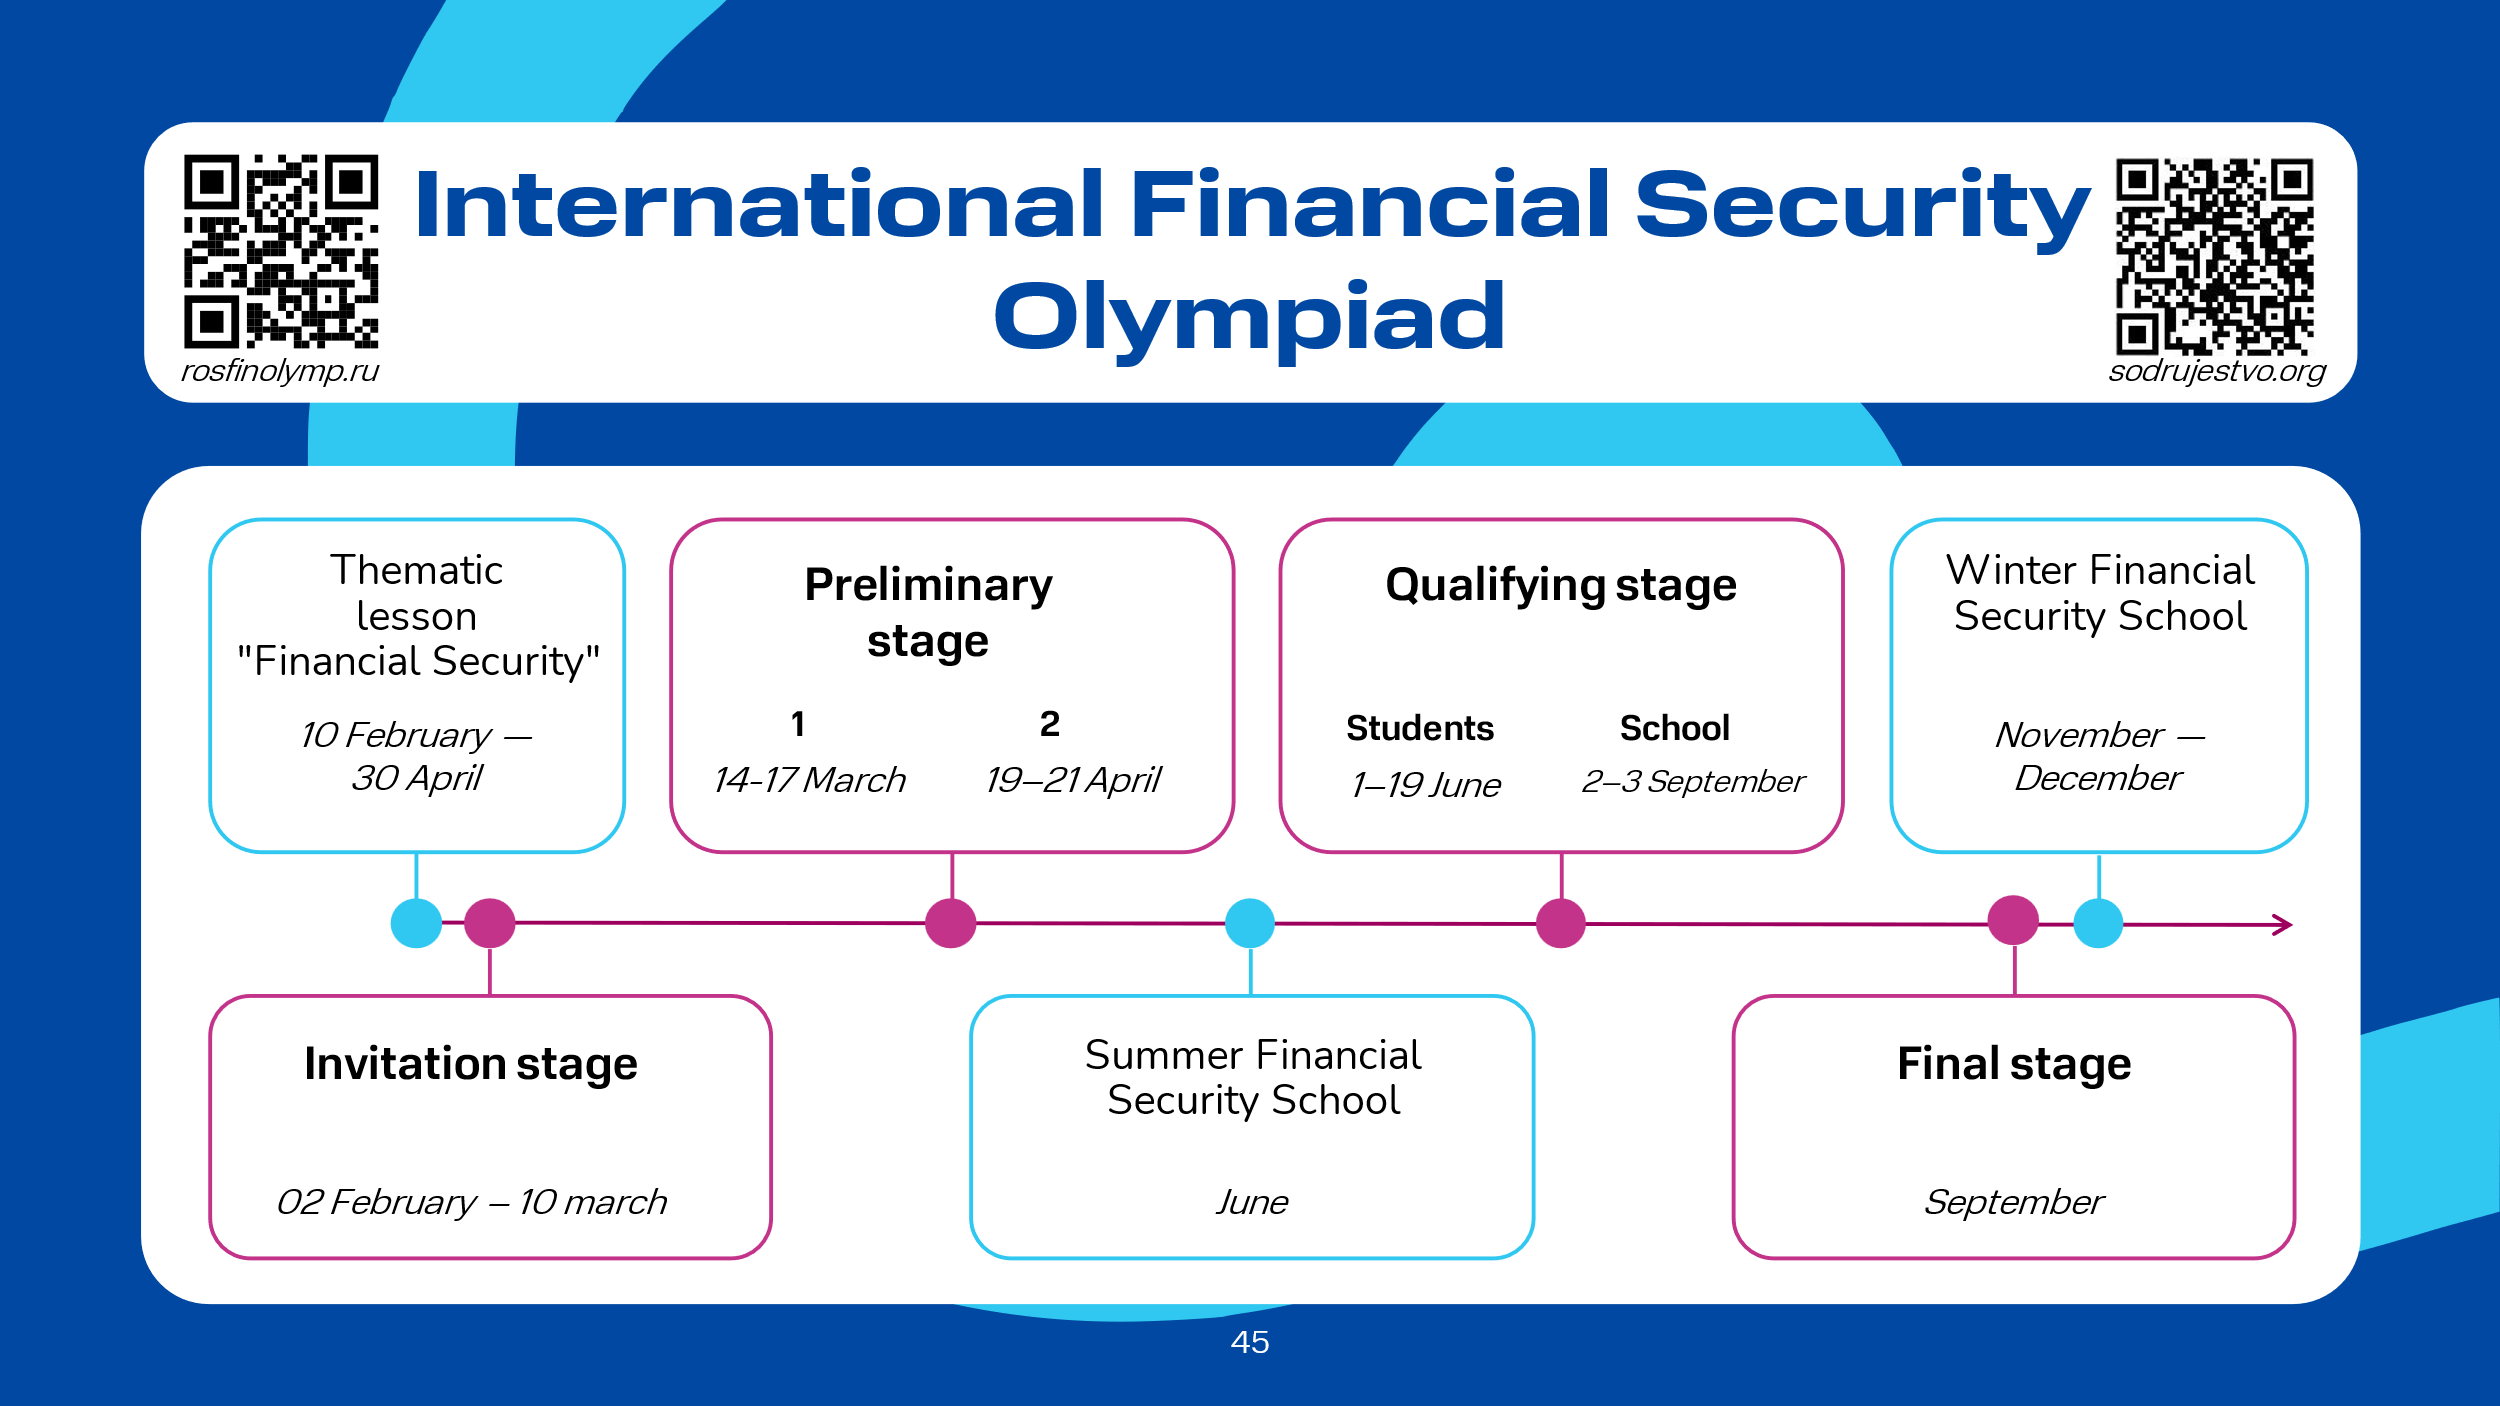 International Financial Security
Olympiad
rosfinolymp.ru
sodrujestvo.org
Thematic
lesson
"Financial Security"
10 February —
30 April
Preliminary
stage
1
2
14-17 March
19–21 April
Qualifying stage
Students
School
1–19 June
2–3 September
Winter Financial
Security School
November —
December
Invitation stage
02 February – 10 march
Summer Financial
Security School
June
Final stage
September
45